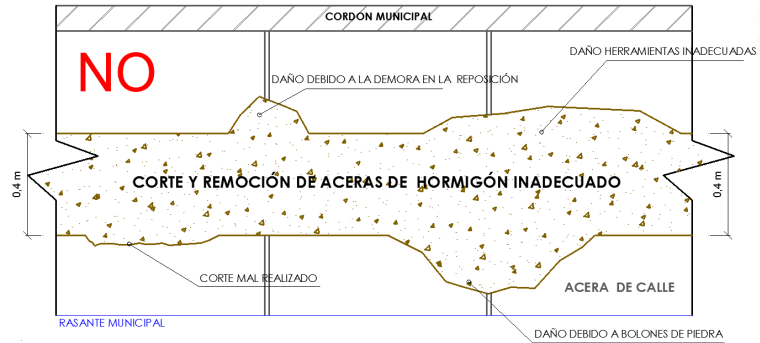 CORDÓN MUNICIPAL
NO
DAÑO HERRAMIENTAS INADECUADAS
DAÑO DEBIDO A LA DEMORA EN LA REPOSICIÓN
0,4 m
CORTE Y REMOCIÓN DE ACERAS DE HORMIGÓN INADECUADO
0,4 m
CORTE MAL REALIZADO
ACERA DE CALLE
RASANTE MUNICIPAL
DAÑO DEBIDO A BOLONES DE PIEDRA